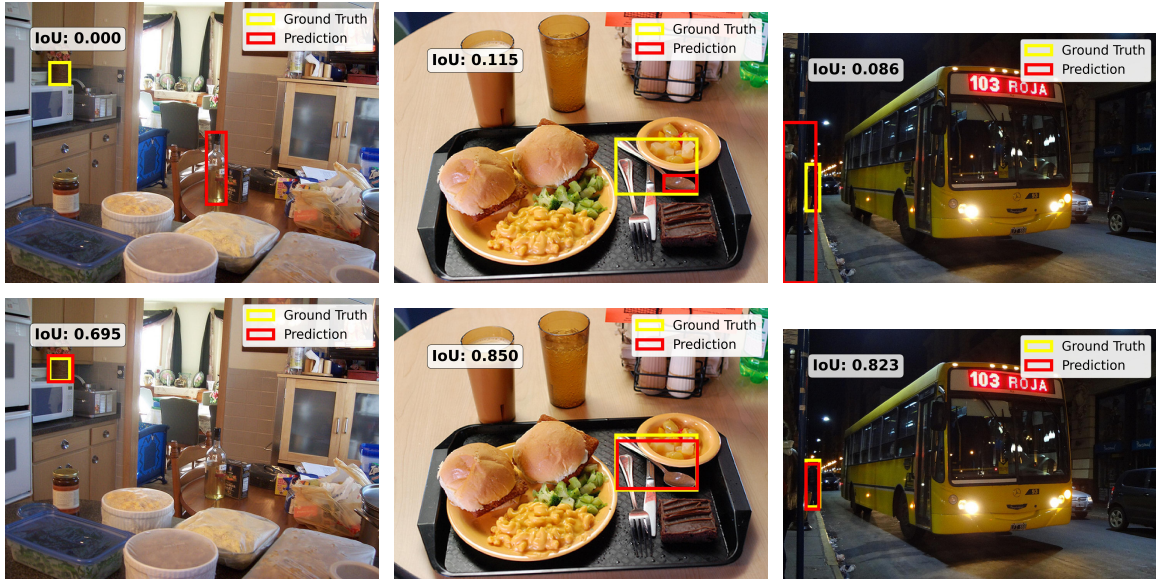 IoU: 0.000
Ground Truth
Prediction
IoU: 0.115
Ground Truth
Prediction
IoU: 0.086
Ground Truth
Prediction
103 ROJA
IoU: 0.695
Ground Truth
Prediction
IoU: 0.850
Ground Truth
Prediction
IoU: 0.823
Ground Truth
Prediction
103 ROJA